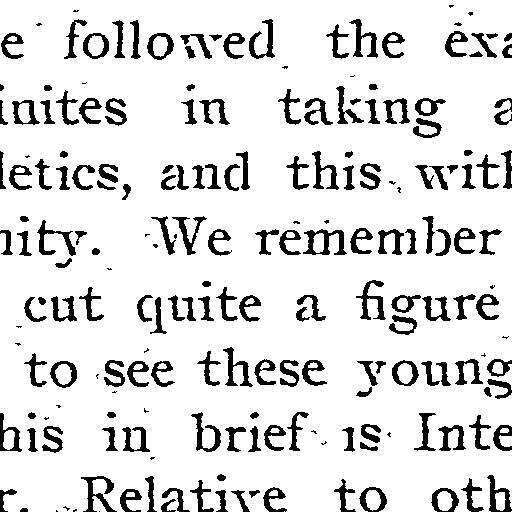 e followed the exa
inites in taking a
letics, and this with
nity. We remember
cut quite a figure
to see these young
his in brief is Inte
r. Relative to oth